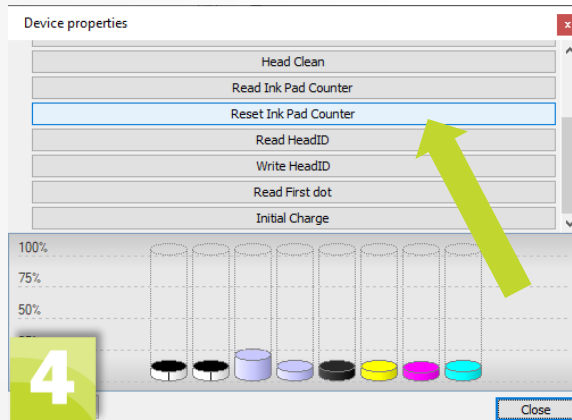 Device properties
x
Head Clean
Read Ink Pad Counter
Reset Ink Pad Counter
Read HeadID
Write HeadID
Read First dot
Initial Charge
100%
75%
50%
4
Close